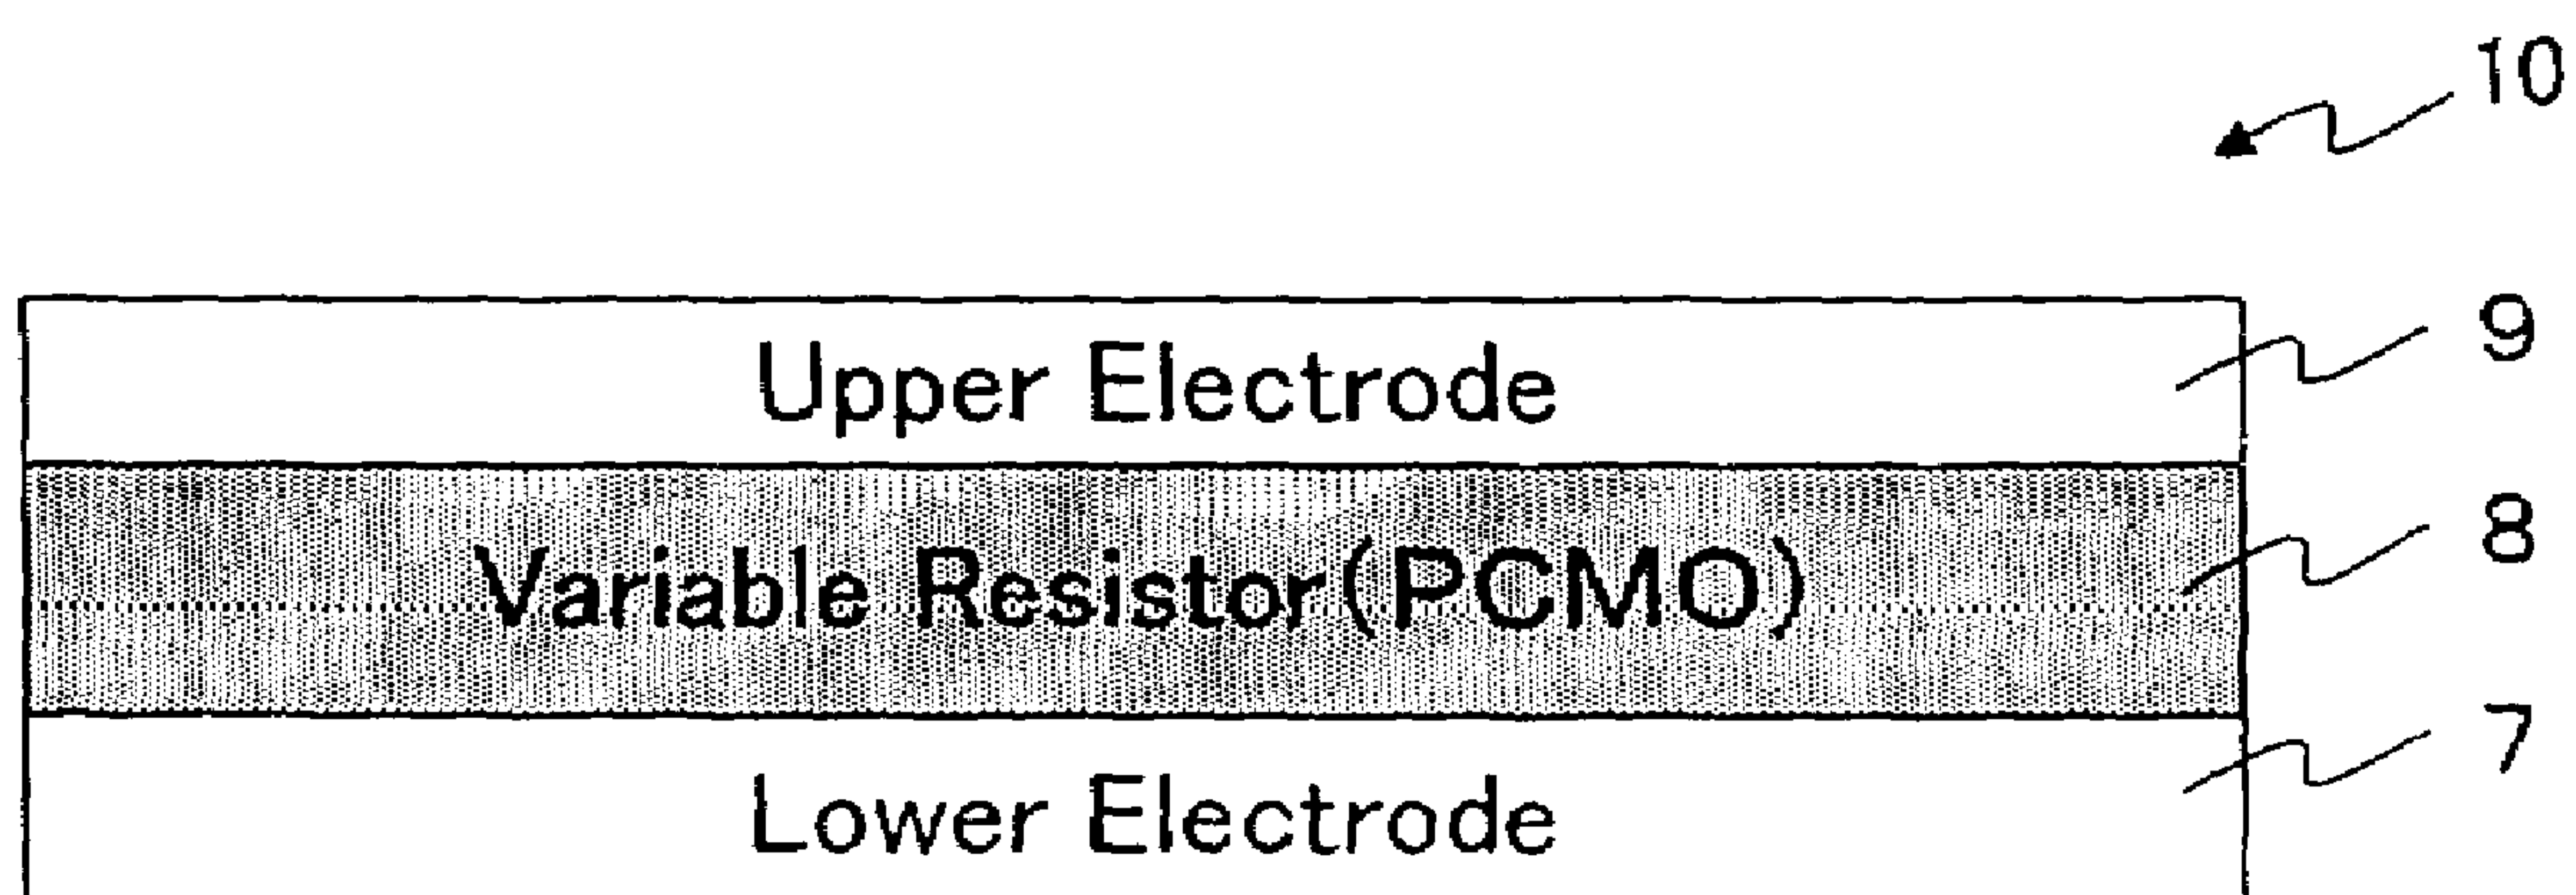 10
Upper Electrode 9
Variable Resistor(PCMO) 8
Lower Electrode 7